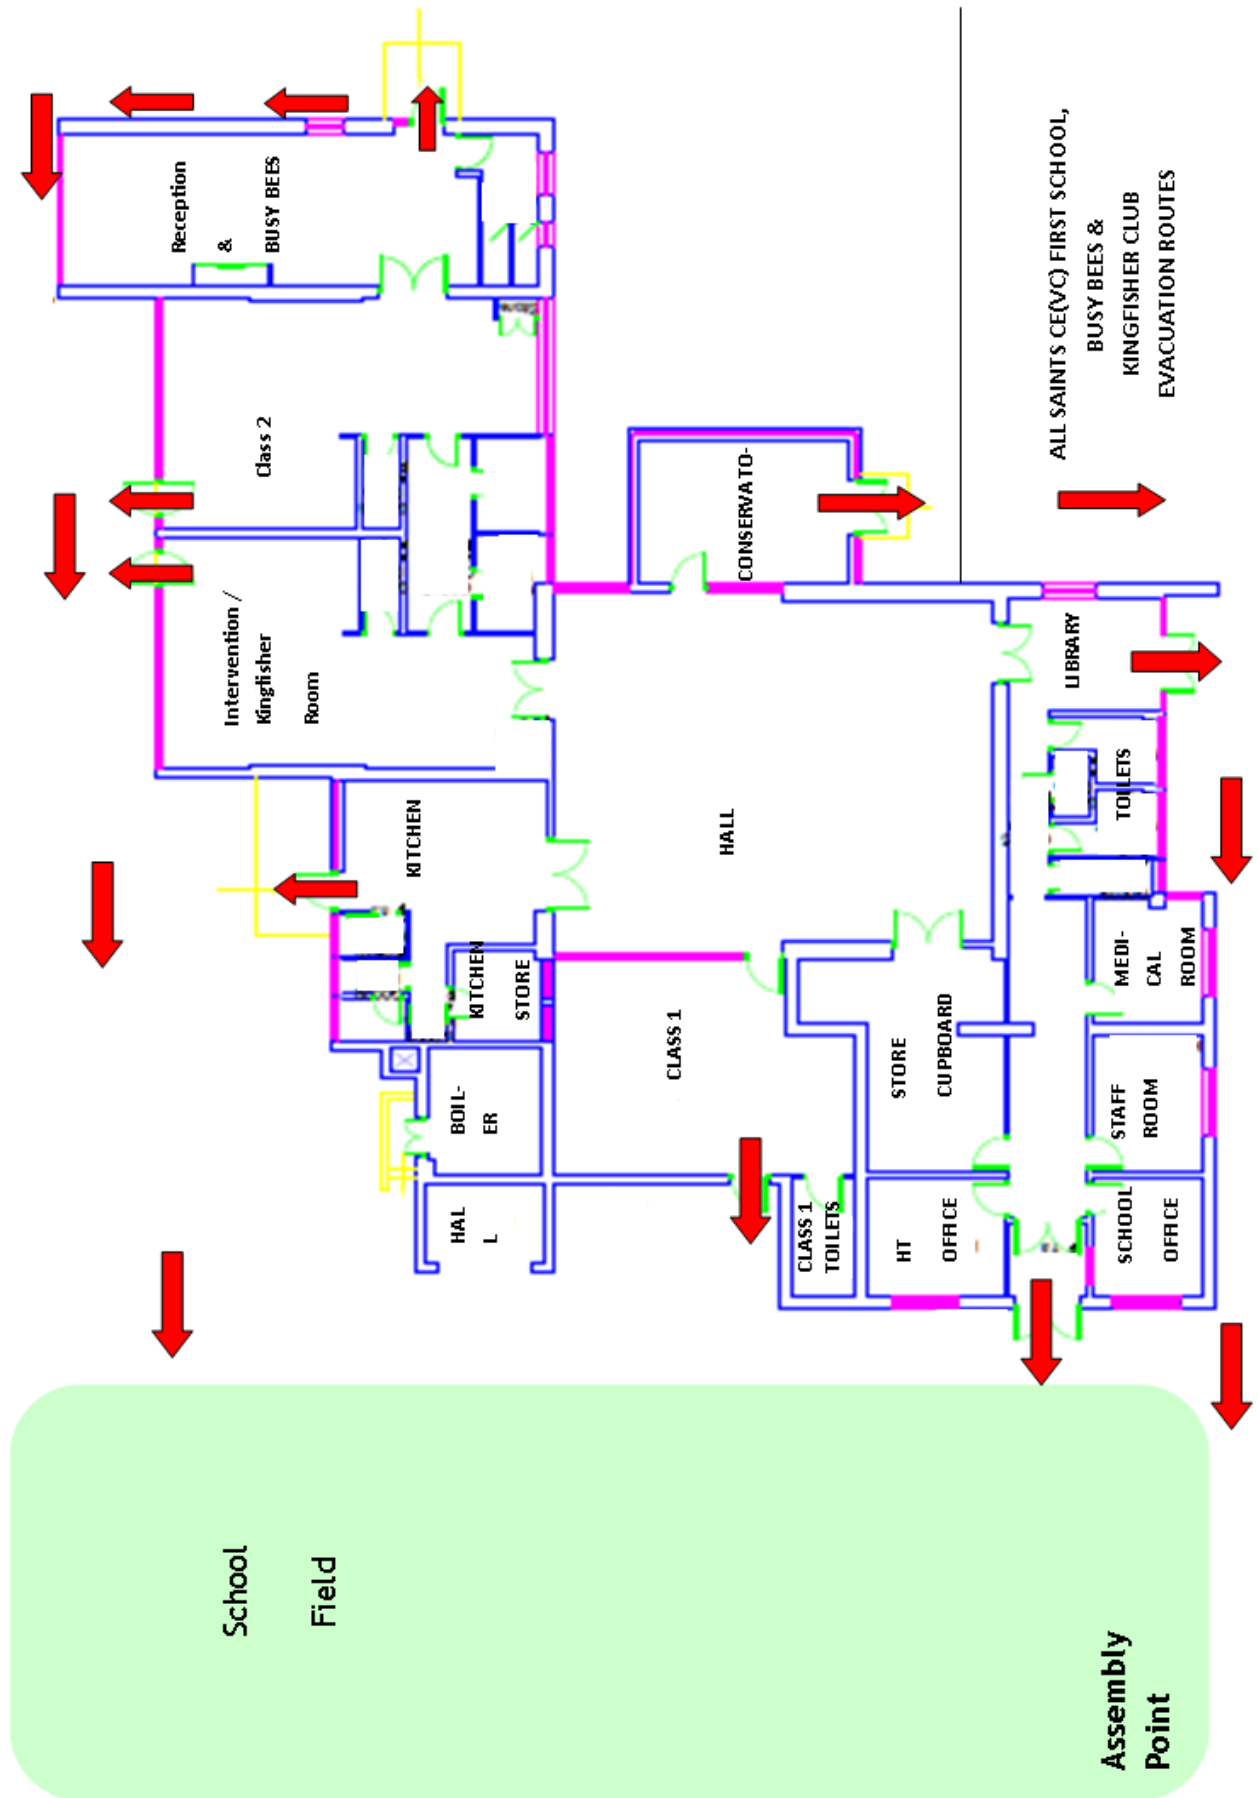 ALL SAINTS CE(VC) FIRST SCHOOL,
BUSY BEES &
KINGFISHER CLUB
EVACUATION ROUTES
Reception
&
BUSY BEES
Class 2
Intervention /
Kingfisher
Room
KITCHEN
KITCHEN
STORE
BOIL-
ER
HAL
L
CONSERVATO-
HALL
CLASS 1
CLASS 1
TOILETS
STORE
CUPBOARD
HT
OFFICE
LIBRARY
TOILETS
MEDI-
CAL
ROOM
STAFF
ROOM
SCHOOL
OFFICE
School
Field
Assembly
Point